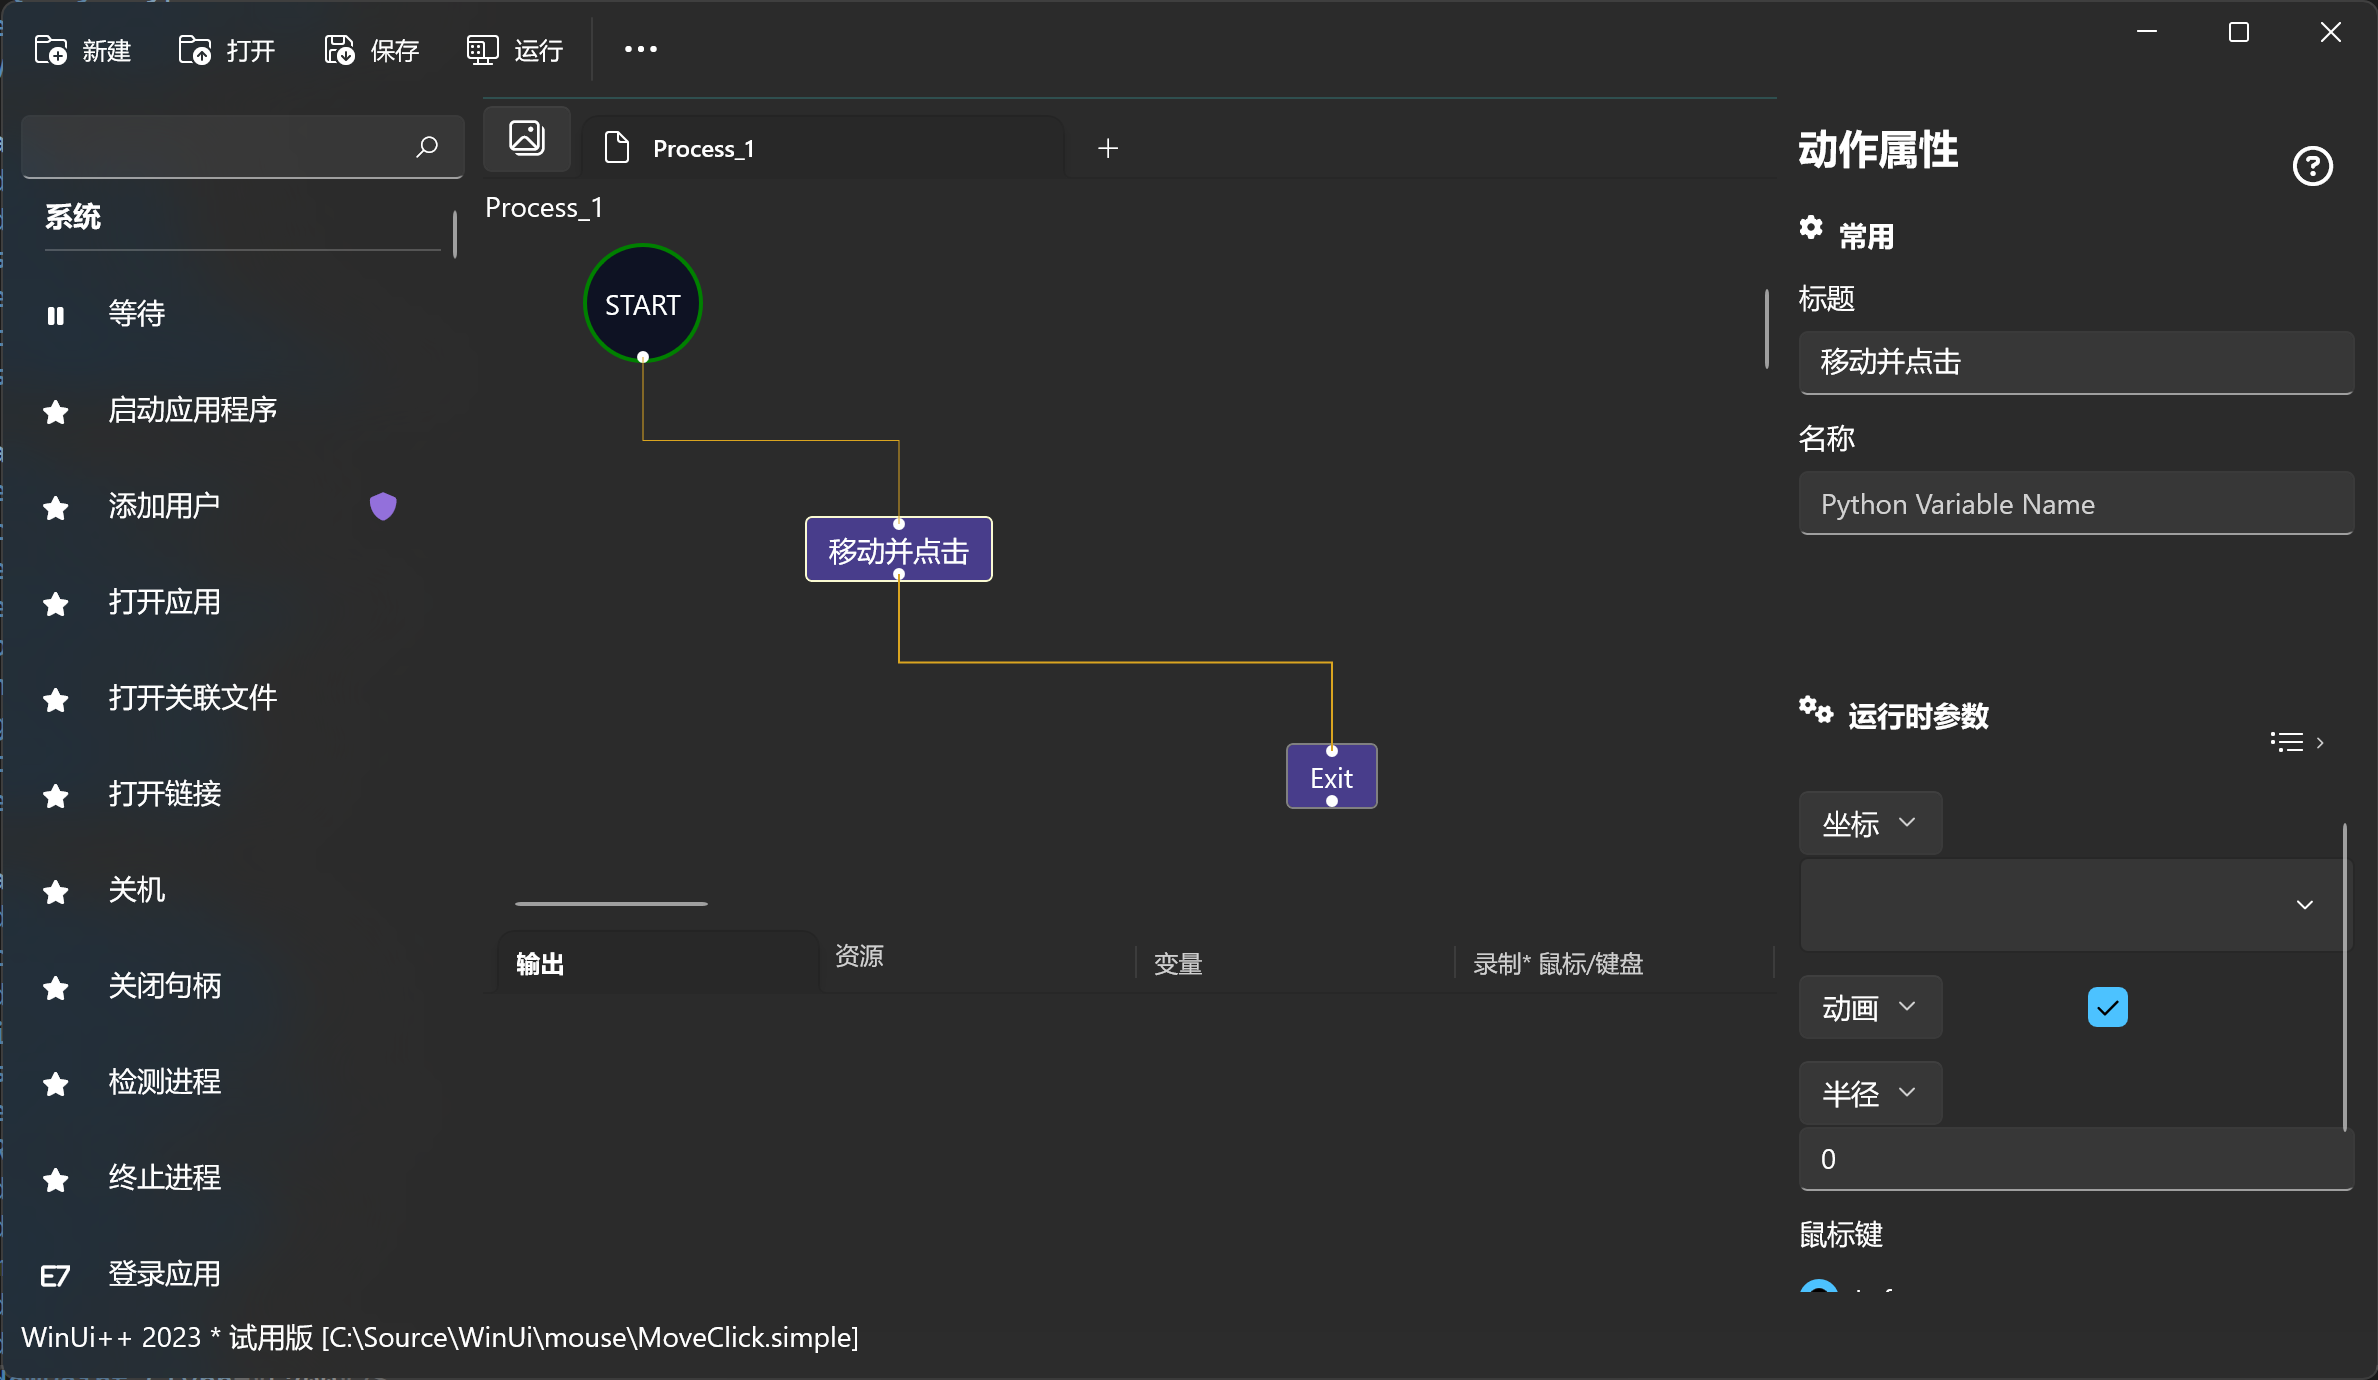 新建
打开
保存
运行
Process_1
动作属性
Process_1
系统
常用
标题
START
等待
移动并点击
启动应用程序
名称
添加用户
Python Variable Name
移动并点击
打开应用
打开关联文件
运行时参数
Exit
打开链接
坐标
关机
输出
资源
变量
录制* 鼠标/键盘
关闭句柄
动画
检测进程
半径
0
终止进程
鼠标键
登录应用
WinUi++ 2023 * 试用版 [C:\Source\WinUi\mouse\MoveClick.simple]